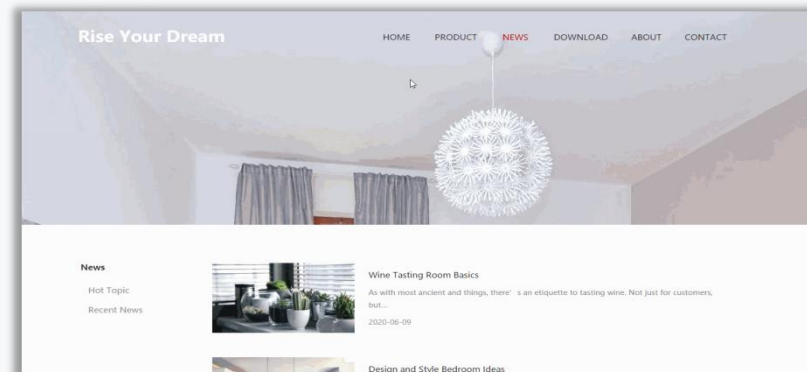 Rise Your Dream
HOME PRODUCT NEWS DOWNLOAD ABOUT CONTACT
News
Hot Topic
Recent News
Wine Tasting Room Basics
As with most ancient and things, there’ s an etiquette to tasting wine. Not just for customers,
but...
2020-06-09
Design and Style Bedroom Ideas